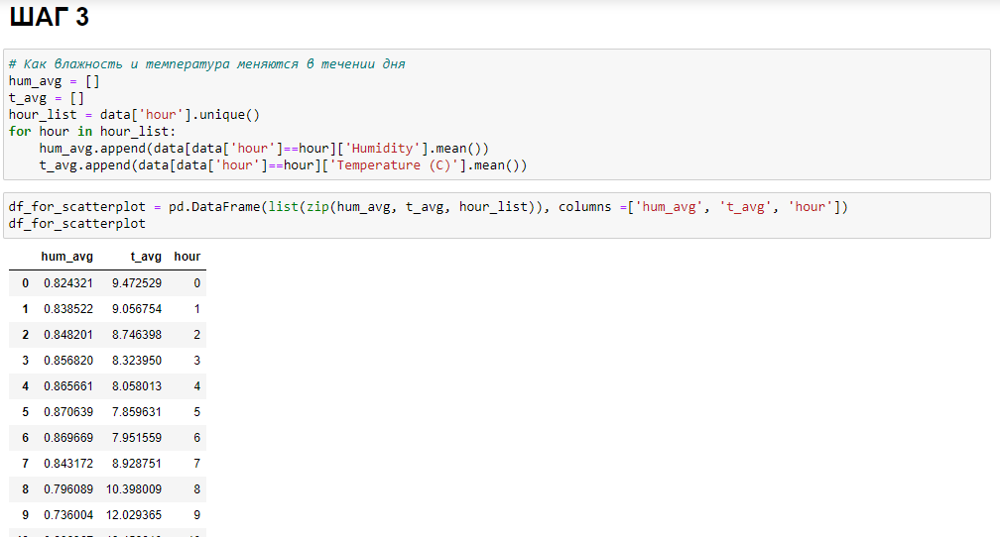 ШАГ 3
# Как влажность и температура меняются в течении дня
hum_avg = []
t_avg = []
hour_list = data['hour'].unique()
for hour in hour_list:
    hum_avg.append(data[data['hour']==hour]['Humidity'].mean())
    t_avg.append(data[data['hour']==hour]['Temperature (C)'].mean())
df_for_scatterplot = pd.DataFrame(list(zip(hum_avg, t_avg, hour_list)), columns =['hum_avg', 't_avg', 'hour'])
df_for_scatterplot
hum_avg t_avg hour
0 0.824321 9.472529 0
1 0.838522 9.056754 1
2 0.848201 8.746398 2
3 0.856820 8.323950 3
4 0.865661 8.058013 4
5 0.870639 7.859631 5
6 0.869669 7.951559 6
7 0.843172 8.928751 7
8 0.796089 10.398009 8
9 0.736004 12.029365 9